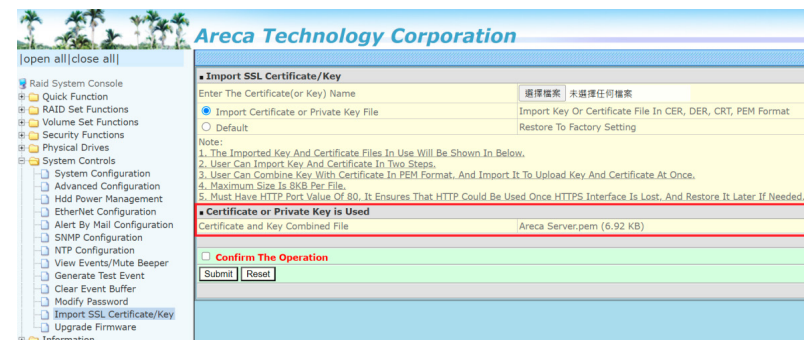 Areca Technology Corporation
|open all|close all|
Raid System Console
Quick Function
RAID Set Functions
Volume Set Functions
Security Functions
Physical Drives
System Controls
System Configuration
Advanced Configuration
Hdd Power Management
EtherNet Configuration
Alert By Mail Configuration
SNMP Configuration
NTP Configuration
View Events/Mute Beeper
Generate Test Event
Clear Event Buffer
Modify Password
Import SSL Certificate/Key
Upgrade Firmware
Information
Import SSL Certificate/Key
Enter The Certificate(or Key) Name 選擇檔案 未選擇任何檔案
Import Certificate or Private Key File Import Key Or Certificate File In CER, DER, CRT, PEM Format
Default Restore To Factory Setting
Note:
1. The Imported Key And Certificate Files In Use Will Be Shown In Below.
2. User Can Import Key And Certificate In Two Steps.
3. User Can Combine Key With Certificate In PEM Format, And Import It To Upload Key And Certificate At Once.
4. Maximum Size Is 8KB Per File.
5. Must Have HTTP Port Value Of 80, It Ensures That HTTP Could Be Used Once HTTPS Interface Is Lost, And Restore It Later If Needed.
Certificate or Private Key is Used
Certificate and Key Combined File Areca Server.pem (6.92 KB)
Confirm The Operation
Submit Reset